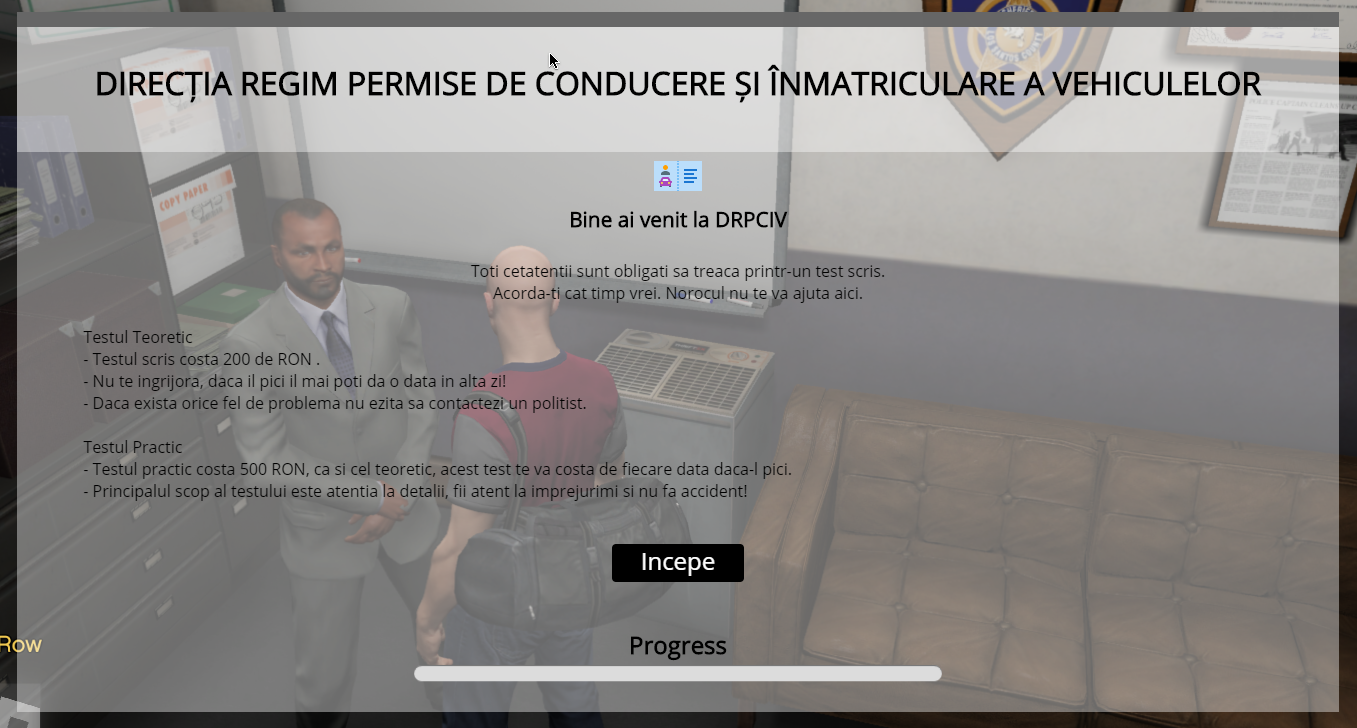 DIRECȚIA REGIM PERMISE DE CONDUCERE ȘI ÎNMATRICULARE A VEHICULELOR
Bine ai venit la DRPCIV
Toti cetatentii sunt obligati sa treaca printr-un test scris.
Acorda-ti cat timp vrei. Norocul nu te va ajuta aici.
Testul Teoretic
- Testul scris costa 200 de RON .
- Nu te ingrijora, daca il pici il mai poti da o data in alta zi!
- Daca exista orice fel de problema nu ezita sa contactezi un politist.
Testul Practic
- Testul practic costa 500 RON, ca si cel teoretic, acest test te va costa de fiecare data daca-l pici.
- Principalul scop al testului este atentia la detalii, fii atent la imprejurimi si nu fa accident!
Incepe
Progress
Row
COPY PAPER